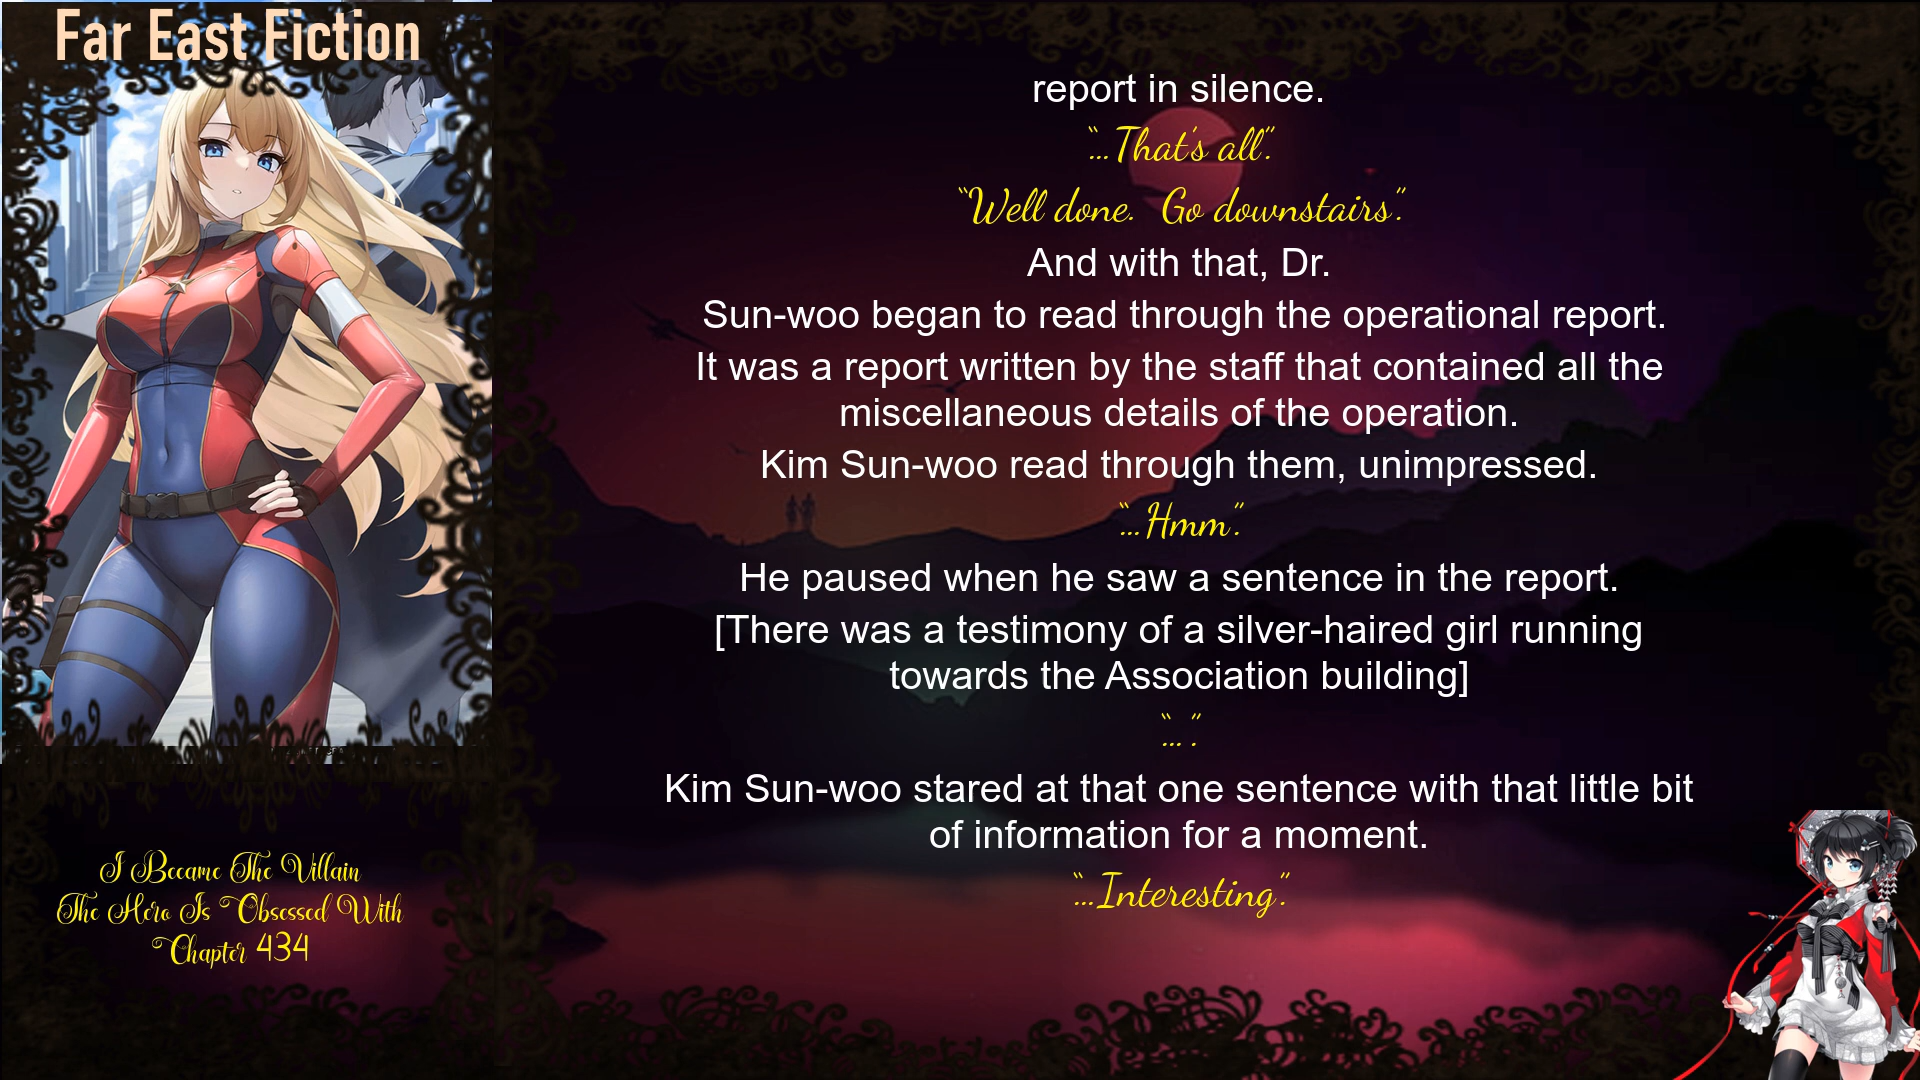 Far East Fiction
report in silence.
“…That’s all”.
“Well done. Go downstairs”.
And with that, Dr.
Sun-woo began to read through the operational report.
It was a report written by the staff that contained all the
miscellaneous details of the operation.
Kim Sun-woo read through them, unimpressed.
“…Hmm”.
He paused when he saw a sentence in the report.
[There was a testimony of a silver-haired girl running
towards the Association building]
“…”.
Kim Sun-woo stared at that one sentence with that little bit
of information for a moment.
“…Interesting”.
I Became The Villain
The Hero Is Obsessed With
Chapter 434